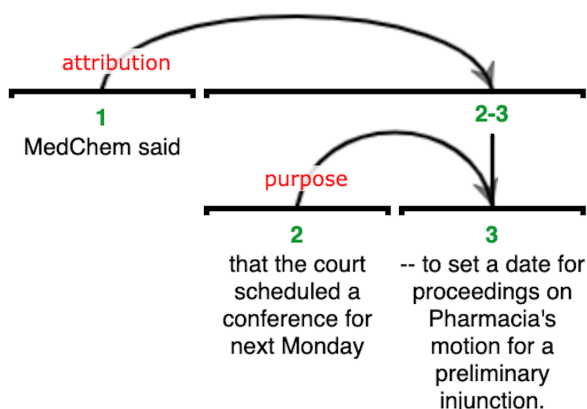 attribution
1
2-3
MedChem said
purpose
2
3
that the court
scheduled a
conference for
next Monday
-- to set a date for
proceedings on
Pharmacia's
motion for a
preliminary
iniunction.